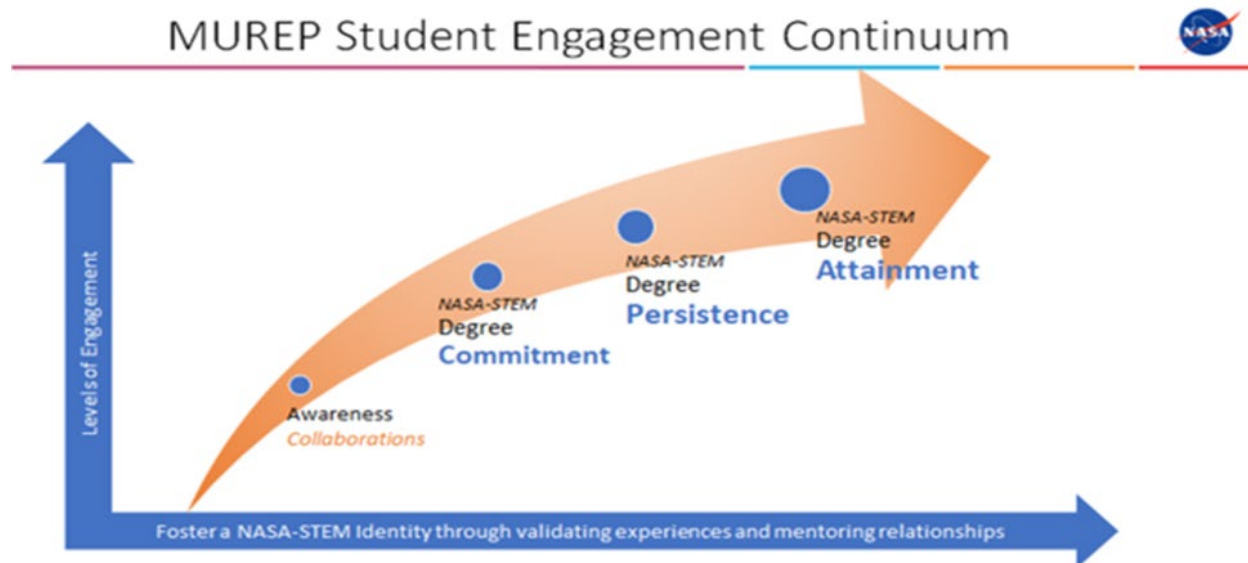 MUREP Student Engagement Continuum
NASA
Levels of Engagement
NASA-STEM
Degree
Attainment
NASA-STEM
Degree
Persistence
NASA-STEM
Degree
Commitment
Awareness
Collaborations
Foster a NASA-STEM Identity through validating experiences and mentoring relationships